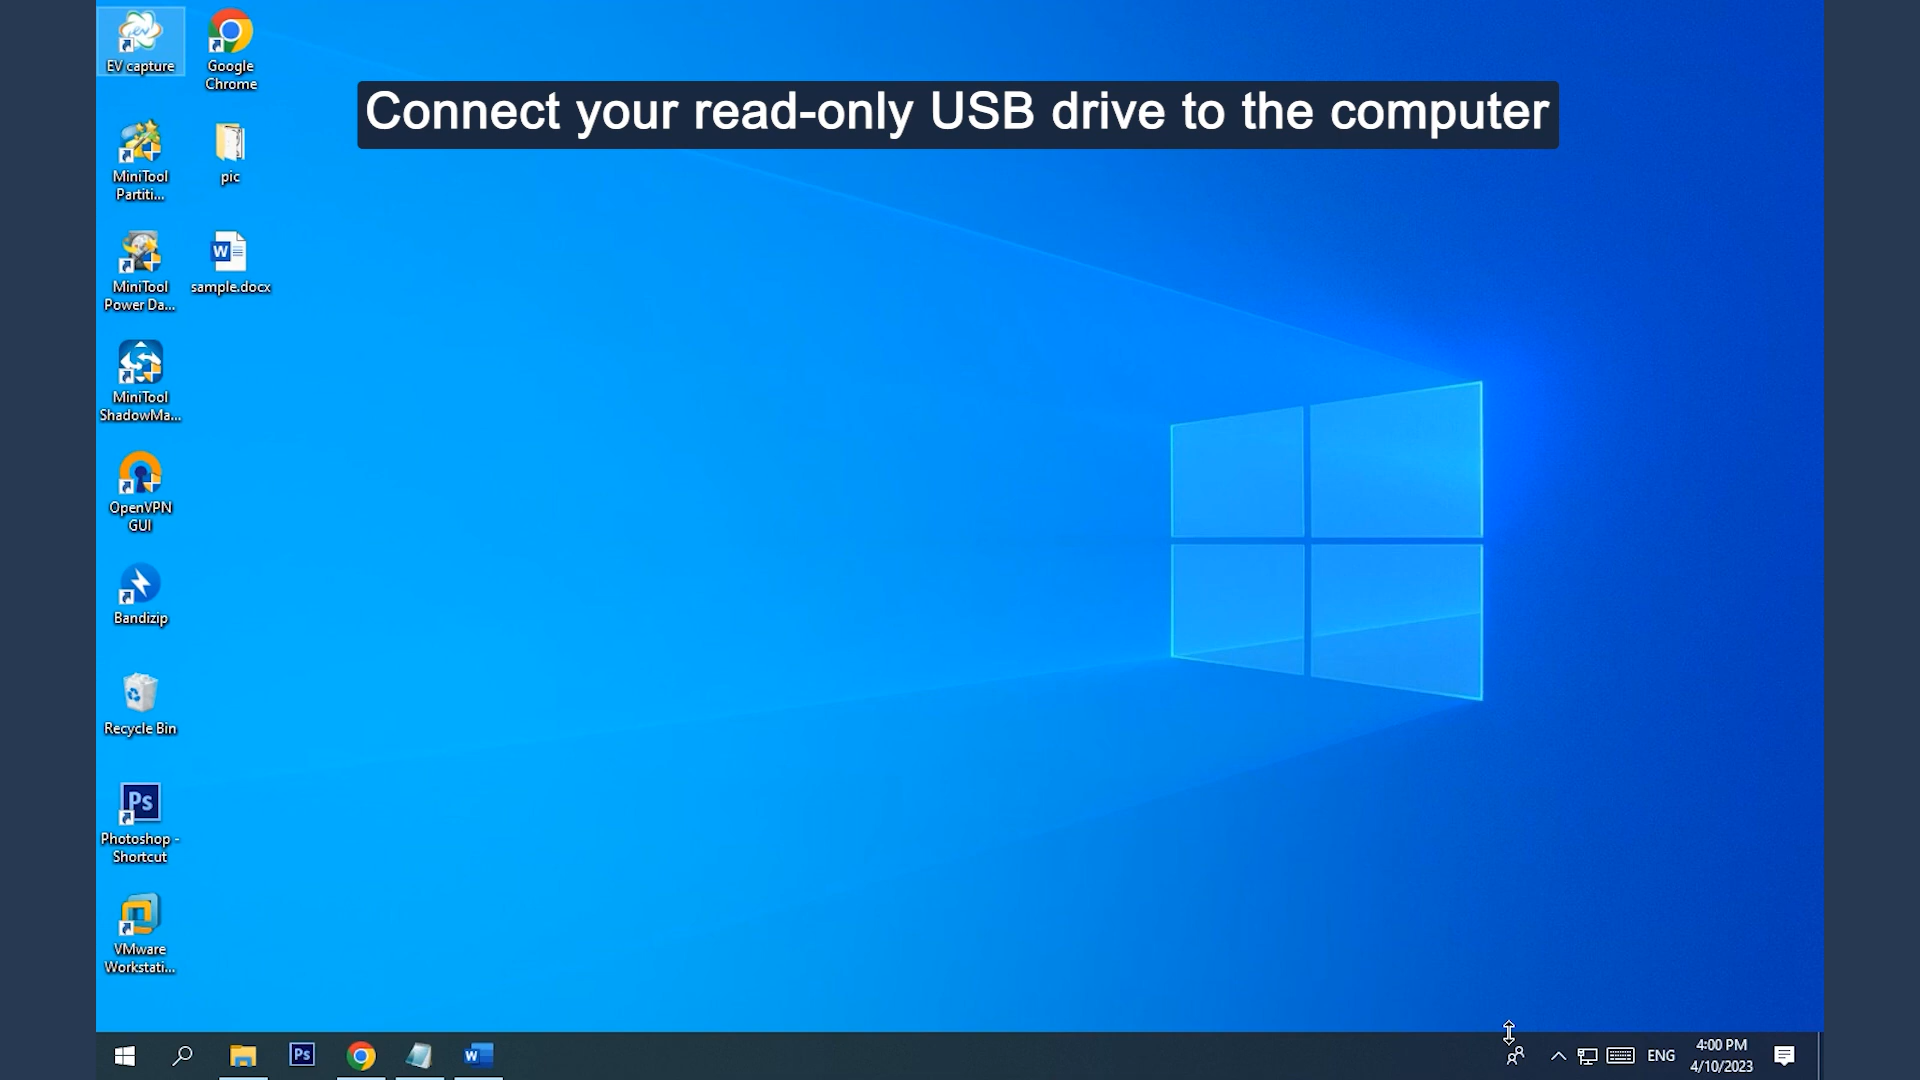 EV capture
Google
Chrome
Connect your read-only USB drive to the computer
MiniTool
Partiti...
pic
MiniTool
Power Da...
W
sample.docx
MiniTool
ShadowMa...
OpenVPN
GUI
Bandizip
Recycle Bin
Ps
Photoshop -
Shortcut
VMware
Workstati...
Ps
W
ENG
4:00 PM
4/10/2023